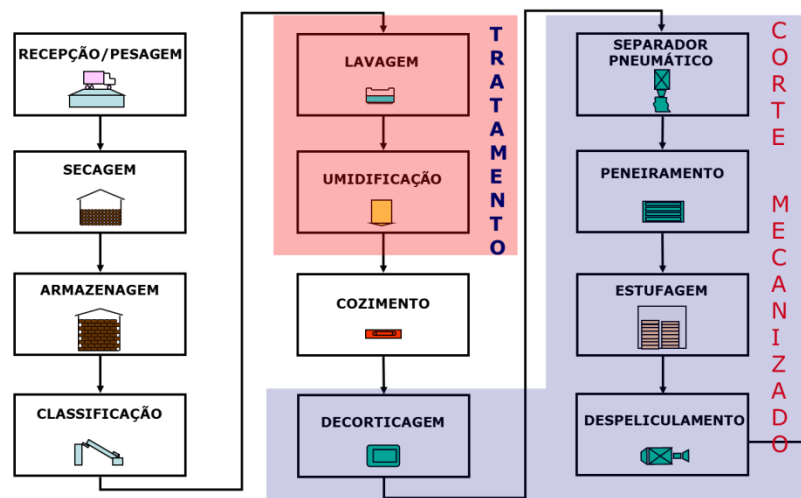 RECEPÇÃO/PESAGEM
SECAGEM
ARMAZENAGEM
CLASSIFICAÇÃO
LAVAGEM
UMIDIFICAÇÃO
TRATAMENTO
COZIMENTO
DECORTICAGEM
SEPARADOR
PNEUMÁTICO
PENEIRAMENTO
ESTUFAGEM
DESPELICULAMENTO
CORTE MECANIZADO